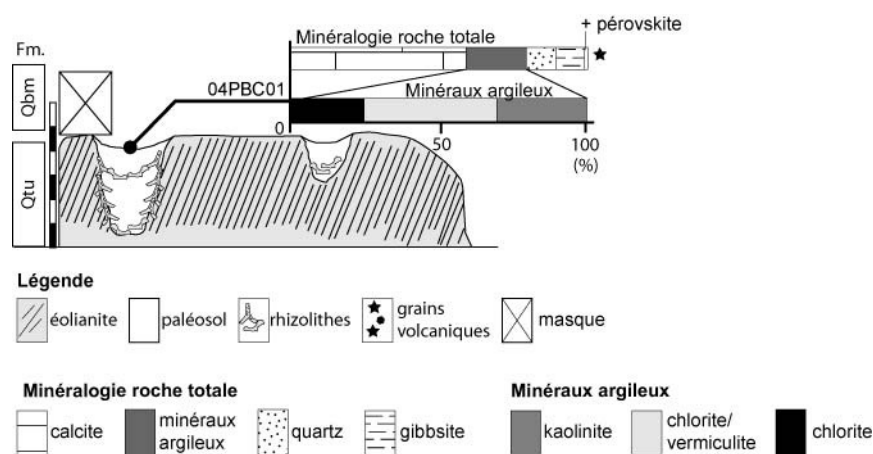 + pérovskite
Minéralogie roche totale
Fm.
04PBC01
Minéraux argileux
Qbm
0
50
100
(%)
Qtu
Légende
éolianite
paléosol
rhizolithes
grains
volcaniques
masque
Minéralogie roche totale
Minéraux argileux
calcite
minéraux
argileux
quartz
gibbsite
kaolinite
chlorite/
vermiculite
chlorite